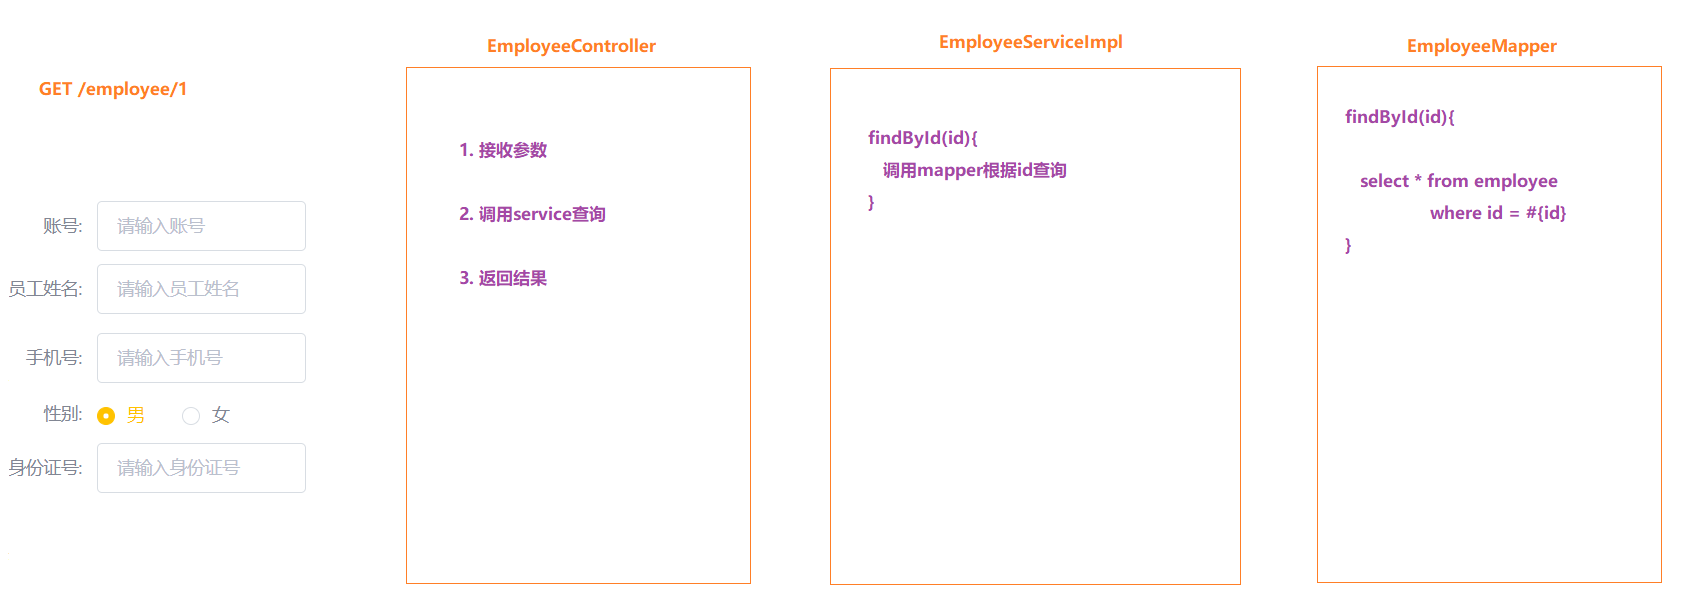 GET /employee/1
账号: 请输入账号
员工姓名: 请输入员工姓名
手机号: 请输入手机号
性别: 男 女
身份证号: 请输入身份证号
EmployeeController
1. 接收参数
2. 调用service查询
3. 返回结果
EmployeeServiceImpl
findById(id){
调用mapper根据id查询
}
EmployeeMapper
findById(id){
select * from employee
where id = #{id}
}